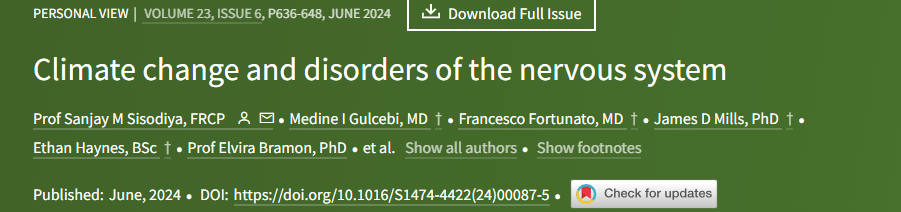 PERSONAL VIEW | VOLUME 23, ISSUE 6, P636-648, JUNE 2024 Download Full Issue
Climate change and disorders of the nervous system
Prof Sanjay M Sisodiya, FRCP • Medine I Gulcebi, MD † • Francesco Fortunato, MD † • James D Mills, PhD † •
Ethan Haynes, BSc † • Prof Elvira Bramon, PhD • et al. Show all authors • Show footnotes
Published: June, 2024 • DOI: https://doi.org/10.1016/S1474-4422(24)00087-5 • Check for updates